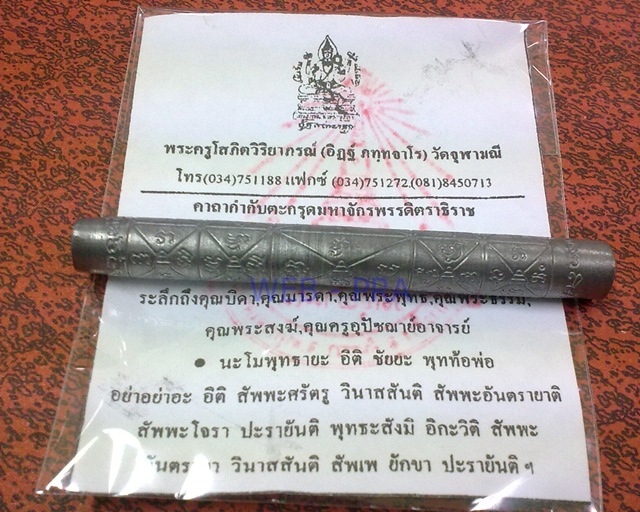 พระครูโสภิตวิริยาภรณ์ (อิฏฐ์ ภทฺทจาโร) วัดจุฬามณี
โทร(034)751188 แฟกซ์ (034)751272,(081)8450713
คาถากำกับตะกรุดมหาจักรพรรดิตราธิราช
WEB - PRA
ระลึกถึงคุณบิดา,คุณมารดา,คุณพระพุทธ,คุณพระธรรม,
คุณพระสงฆ์,คุณครูอุปัชฌาย์อาจารย์
● นะโมพุทธายะ อิติ ชัยยะ พุทท้อพ่อ
อย่าอย่าอะ อิติ สัพพะศรัตรู วินาสสันติ สัพพะอันตรายาติ
สัพพะโจรา ปะรายันติ พุทธะสังมิ อิกะวิติ สัพพะ
วินาสสันติ สัพเพ ยักขา ปะรายันติ ฯ